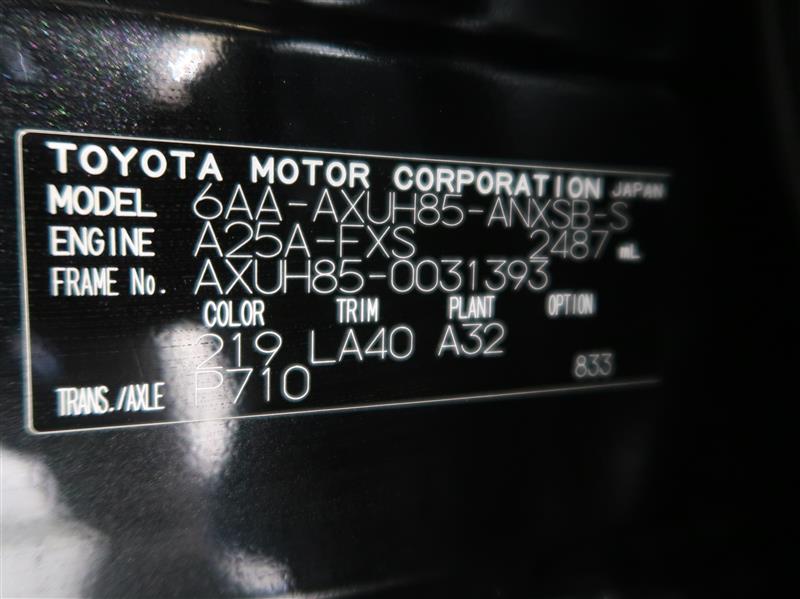 TOYOTA MOTOR CORPORATION JAPAN
MODEL 6AA-AXUH85-ANXSB-S
ENGINE A25A-FXS 2487 mL
FRAME No. AXUH85-0031393
COLOR TRIM PLANT OPTION
219 LA40 A32
TRANS./AXLE P710 833